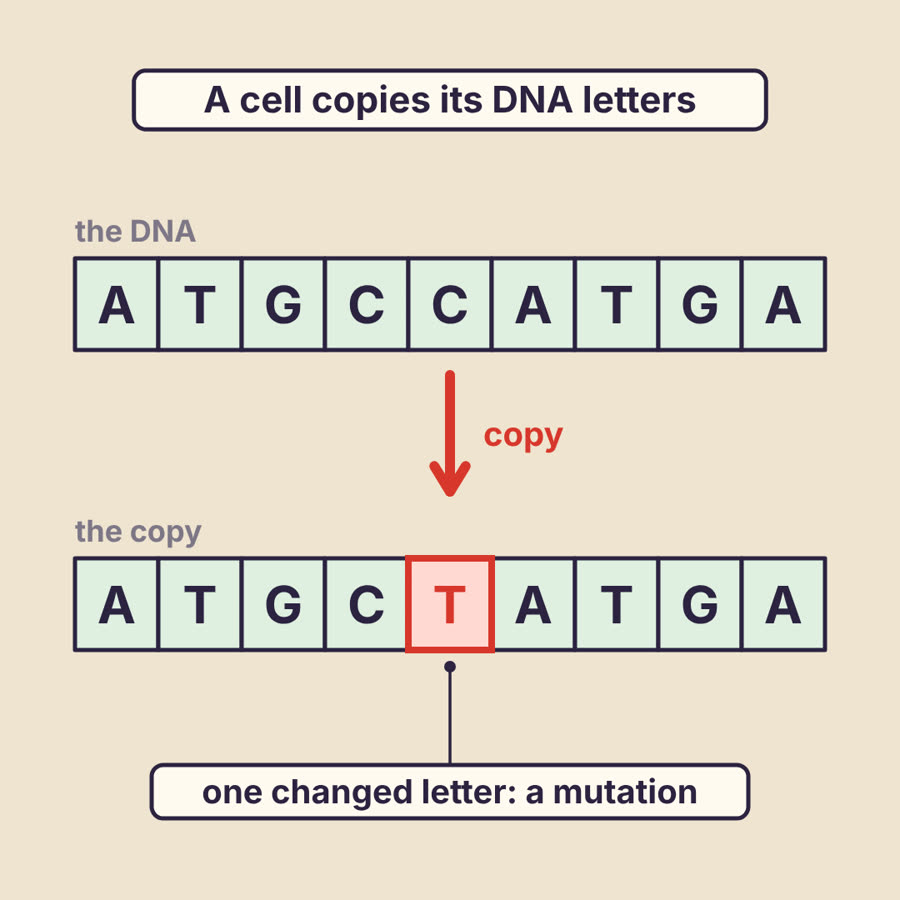 A cell copies its DNA letters
the DNA
A T G C C A T G A
copy
the copy
A T G C T A T G A
one changed letter: a mutation